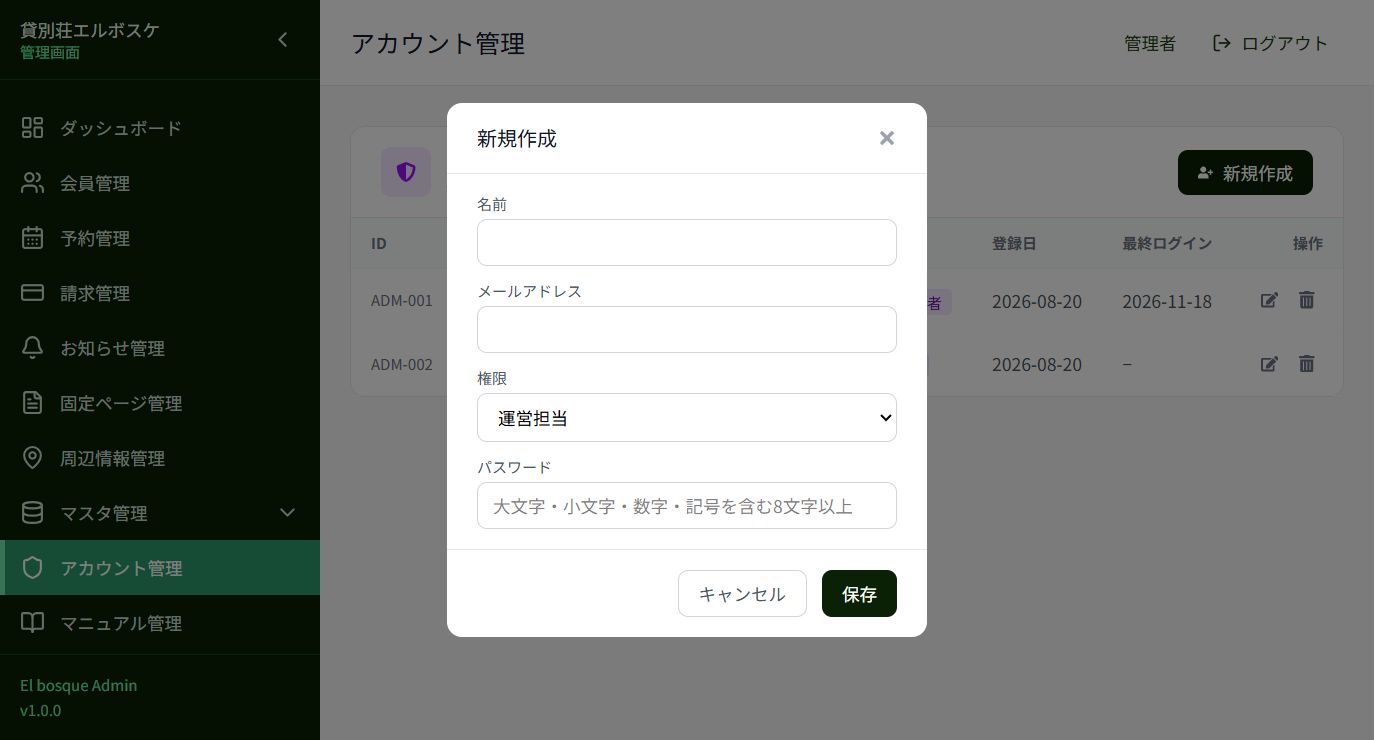 貸別荘エルボスケ
管理画面
ダッシュボード
会員管理
予約管理
請求管理
お知らせ管理
固定ページ管理
周辺情報管理
マスタ管理
アカウント管理
マニュアル管理
El bosque Admin
v1.0.0
アカウント管理
管理者
ログアウト
新規作成
ID
登録日
最終ログイン
操作
ADM-001
者
2026-08-20
2026-11-18
ADM-002
2026-08-20
–
新規作成
名前
メールアドレス
権限
運営担当
パスワード
大文字・小文字・数字・記号を含む8文字以上
キャンセル
保存